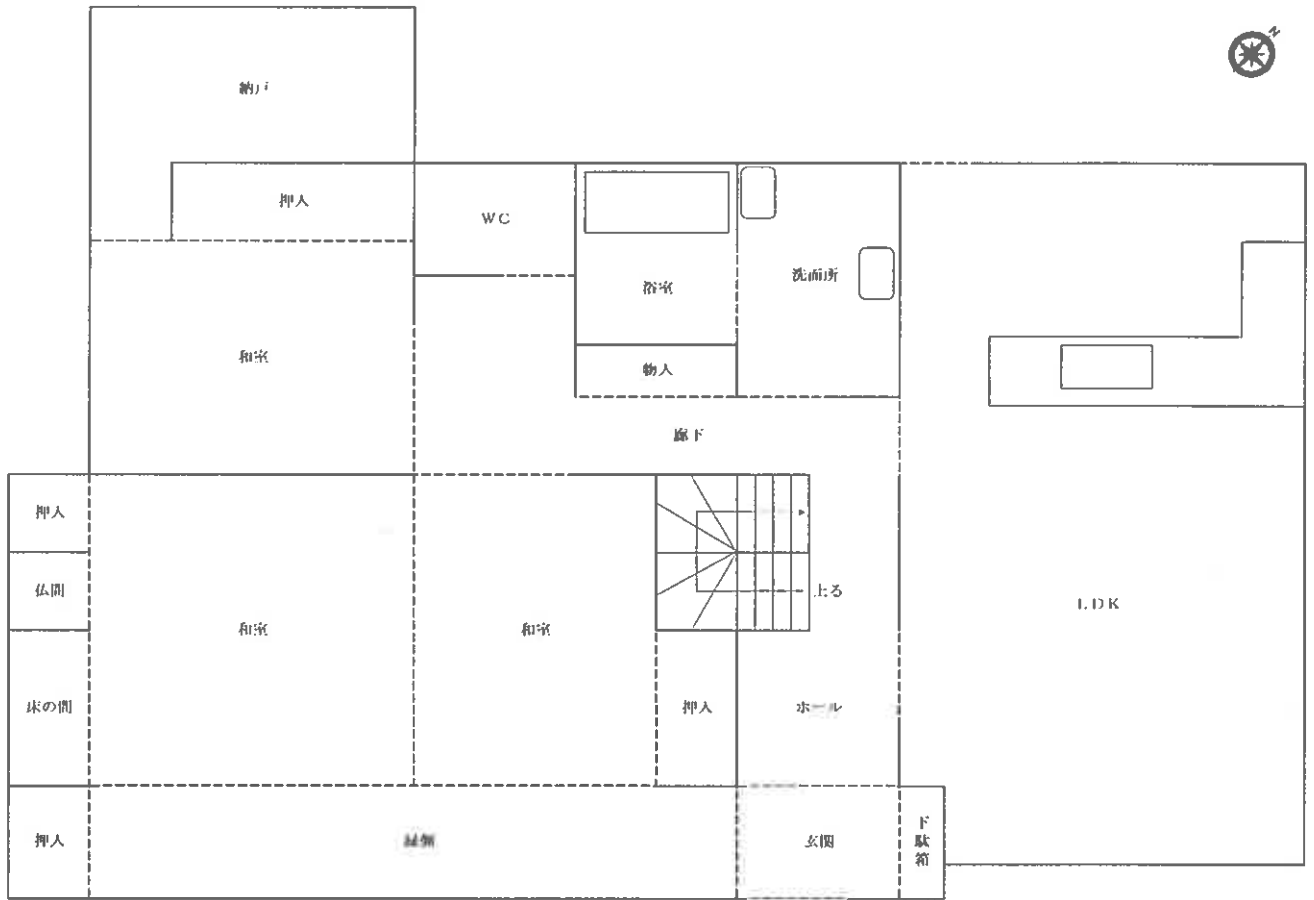 N
納戸
押入
WC
浴室
洗面所
和室
物入
廊下
押入
仏間
和室
和室
上る
LDK
床の間
押入
ホール
押入
縁側
玄関
下駄箱